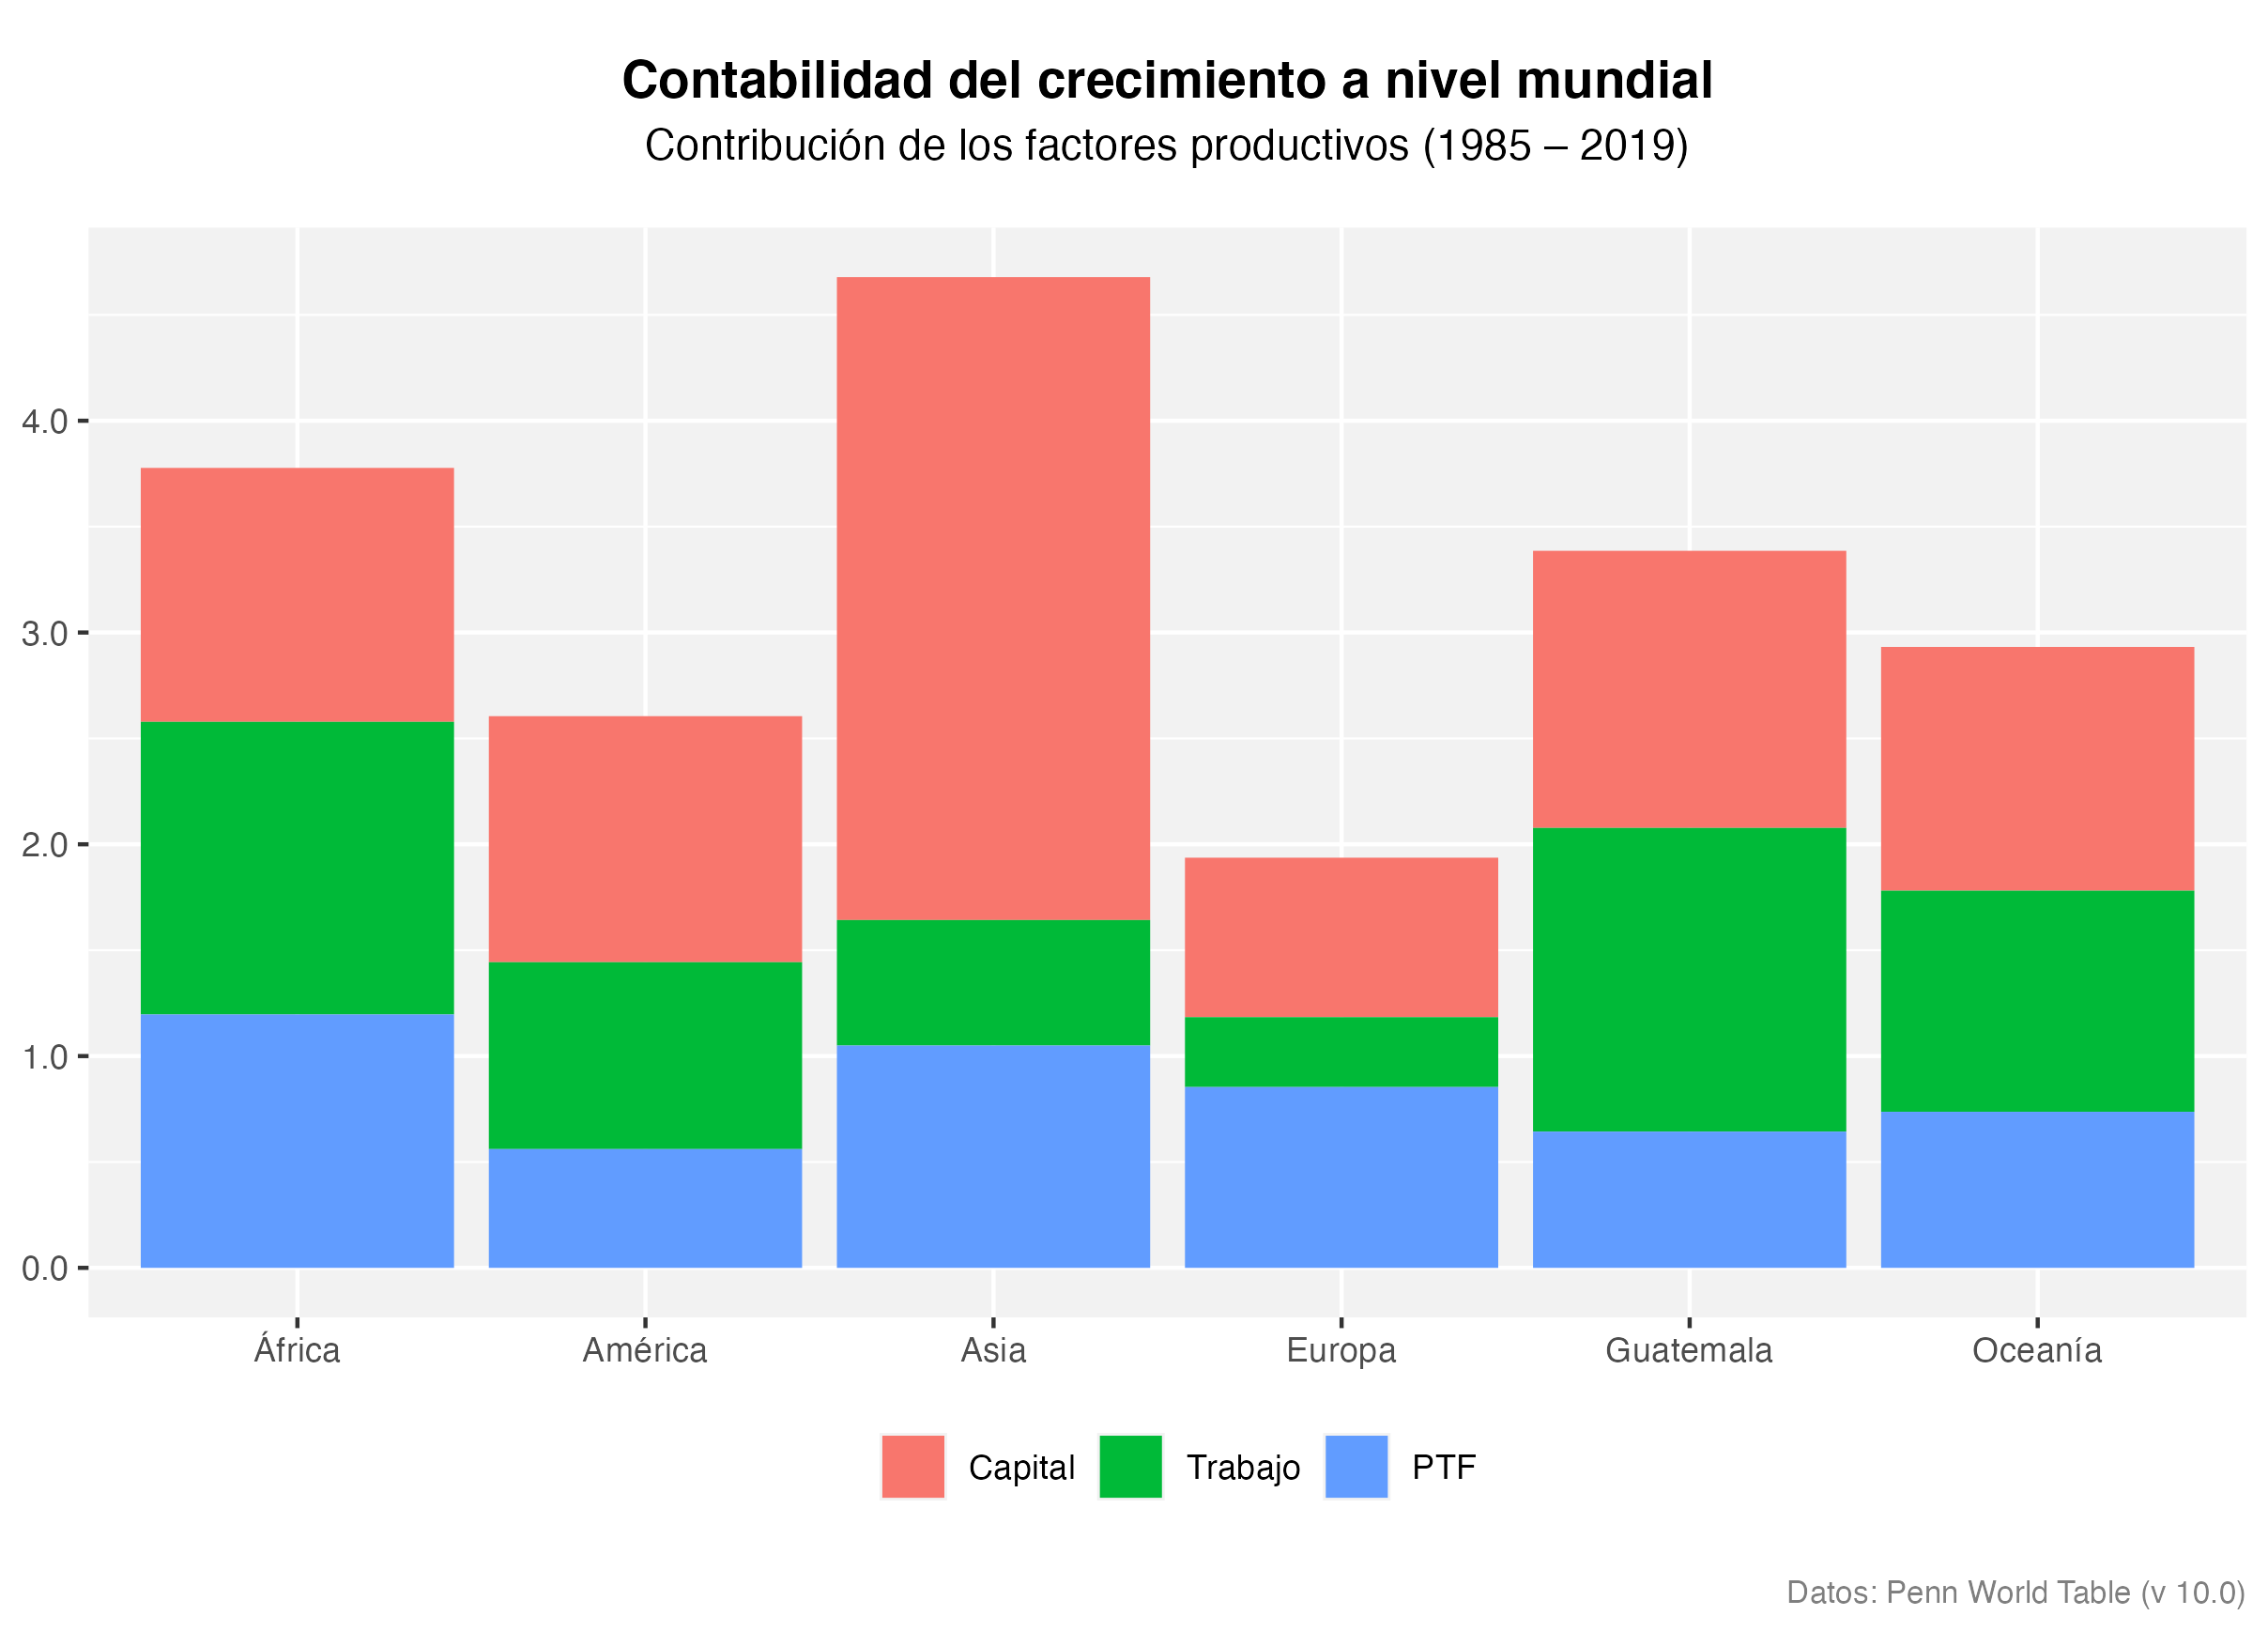 Contabilidad del crecimiento a nivel mundial
Contribución de los factores productivos (1985 – 2019)
4.0
3.0
2.0
1.0
0.0
África América Asia Europa Guatemala Oceanía
Capital Trabajo PTF
Datos: Penn World Table (v 10.0)